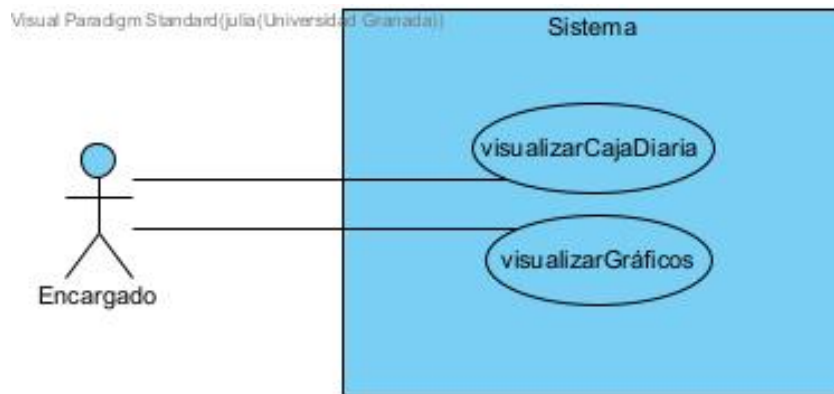 Visual Paradigm Standard(julia(Universidad Granada))
Sistema
visualizarCajaDiaria
visualizarGráficos
Encargado